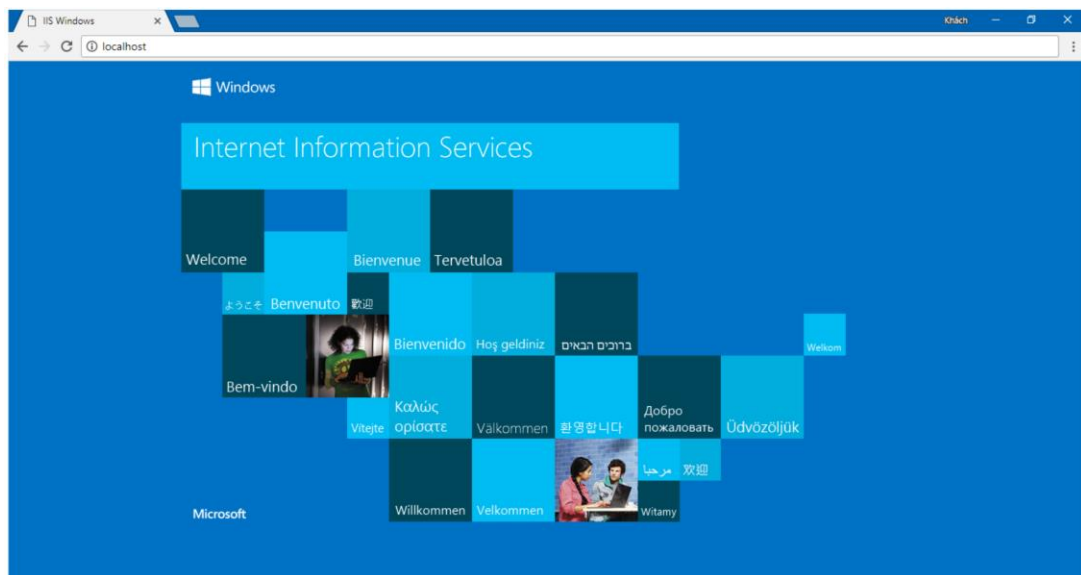 IIS Windows
Khách
localhost
Windows
Internet Information Services
Welcome
Bienvenue
Tervetuloa
ようこそ
Benvenuto
歡迎
Bienvenido
Hoş geldiniz
ברוכים הבאים
Welkom
Bem-vindo
Vítejte
Καλώς
ορίσατε
Välkommen
환영합니다
Добро
пожаловать
Üdvözöljük
Willkommen
Velkommen
مرحبا
欢迎
Witamy
Microsoft